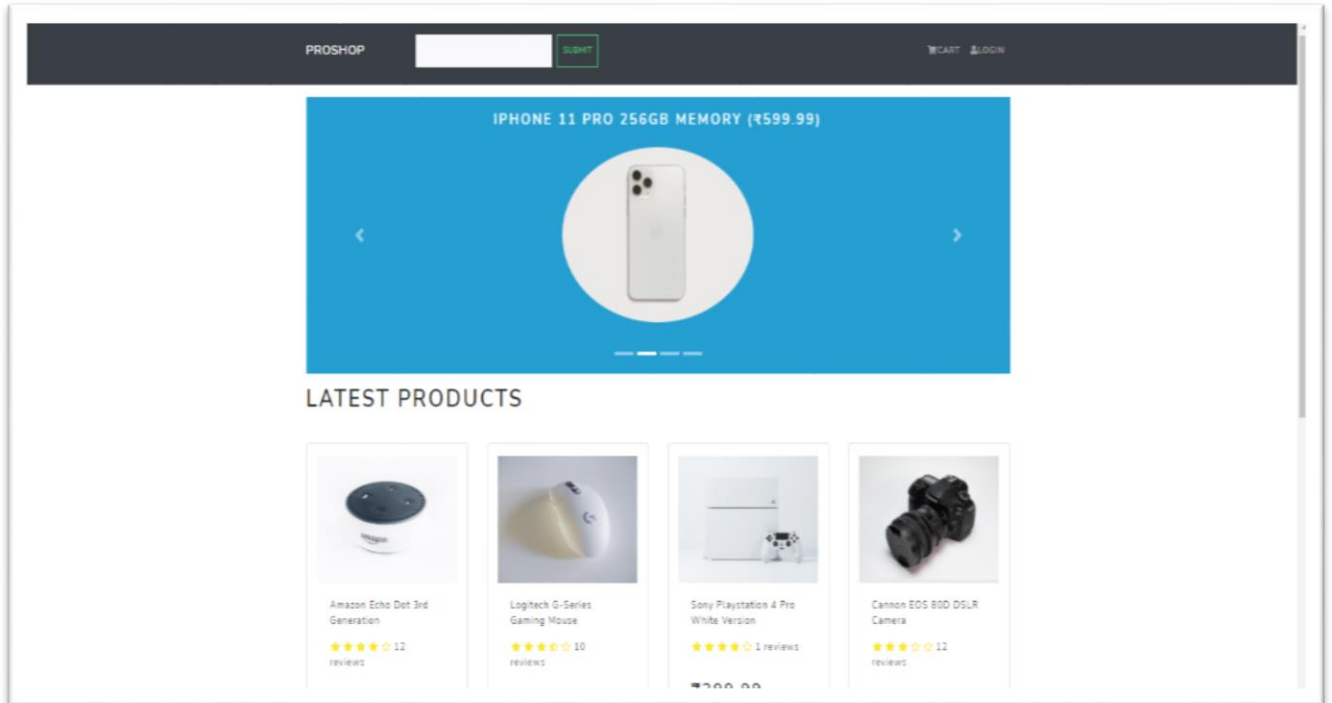 PROSHOP
SUBMIT
CART
LOGIN
IPHONE 11 PRO 256GB MEMORY (₹599.99)
LATEST PRODUCTS
amazon
Amazon Echo Dot 3rd
Generation
12
reviews
Logitech G-Series
Gaming Mouse
10
reviews
Sony Playstation 4 Pro
White Version
1 reviews
Cannon EOS 80D DSLR
Camera
12
reviews